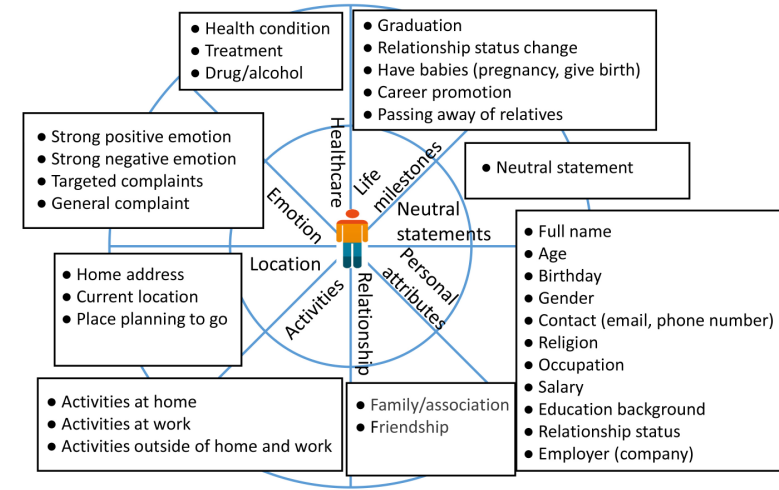 ● Health condition
● Treatment
● Drug/alcohol
● Graduation
● Relationship status change
● Have babies (pregnancy, give birth)
● Career promotion
● Passing away of relatives
● Strong positive emotion
● Strong negative emotion
● Targeted complaints
● General complaint
● Neutral statement
Healthcare
Life
milestones
Emotion
Neutral
statements
Location
Personal
attributes
Activities
Relationship
● Home address
● Current location
● Place planning to go
● Full name
● Age
● Birthday
● Gender
● Contact (email, phone number)
● Religion
● Occupation
● Salary
● Education background
● Relationship status
● Employer (company)
● Activities at home
● Activities at work
● Activities outside of home and work
● Family/association
● Friendship